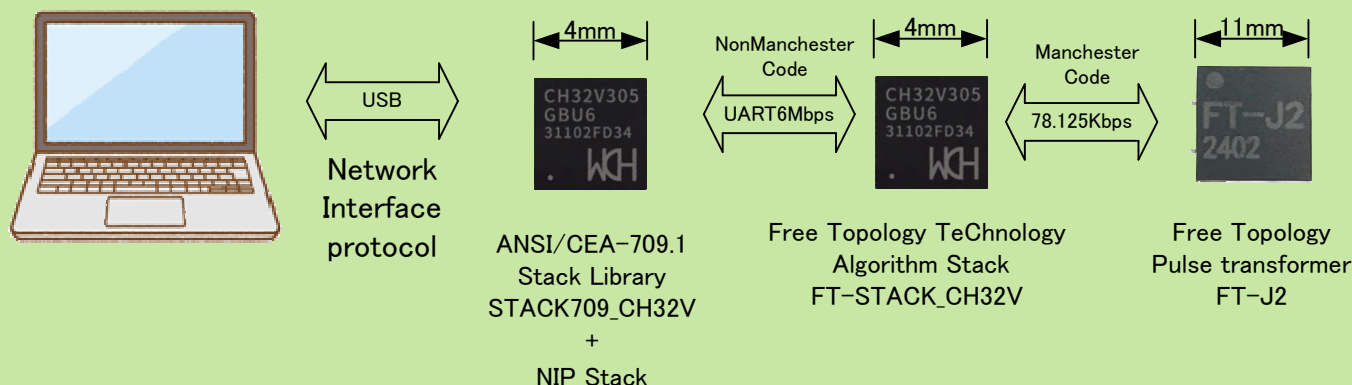 USB
Network
Interface
protocol
4mm
CH32V305
GBU6
31102FD34
WCH
ANSI/CEA-709.1
Stack Library
STACK709_CH32V
+
NIP Stack
NonManchester
Code
UART6Mbps
4mm
CH32V305
GBU6
31102FD34
WCH
Free Topology TeChnology
Algorithm Stack
FT-STACK_CH32V
Manchester
Code
78.125Kbps
11mm
FT-J2
2402
Free Topology
Pulse transformer
FT-J2